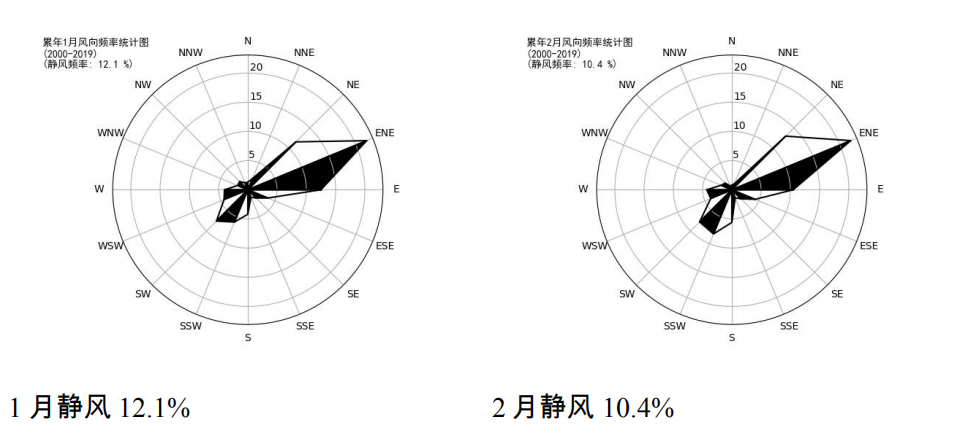 累年1月风向频率统计图
(2000-2019)
(静风频率: 12.1 %)
N
NNE
NE
ENE
E
ESE
SE
SSE
S
SSW
SW
WSW
W
WNW
NW
NNW
20
15
10
5
累年2月风向频率统计图
(2000-2019)
(静风频率: 10.4 %)
N
NNE
NE
ENE
E
ESE
SE
SSE
S
SSW
SW
WSW
W
WNW
NW
NNW
20
15
10
5
1 月静风 12.1%
2 月静风 10.4%